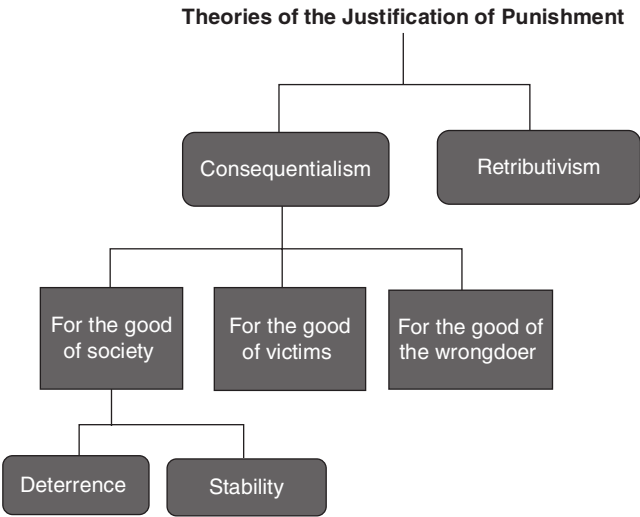 Theories of the Justification of Punishment
Consequentialism
Retributivism
For the good
of society
For the good
of victims
For the good of
the wrongdoer
Deterrence
Stability